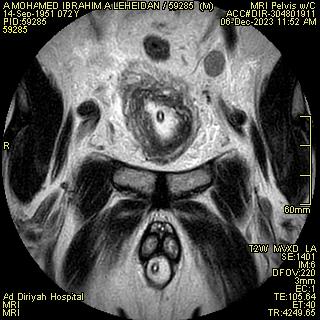 A MOHAMED IBRAHIM A LEHEIDAN / 59285 (M)
MRI Pelvis w/C
14-Sep-1951 072Y
ACC#DIR-304801911
PID:59285
06-Dec-2023 11:52 AM
59285
R
60mm
T2W MVXD LA
SE:1401
IM:6
DFOV:220
3mm
EC:1
Ad Diriyah Hospital
TE:105.64
MRI
ET:40
MRI
TR:4249.65